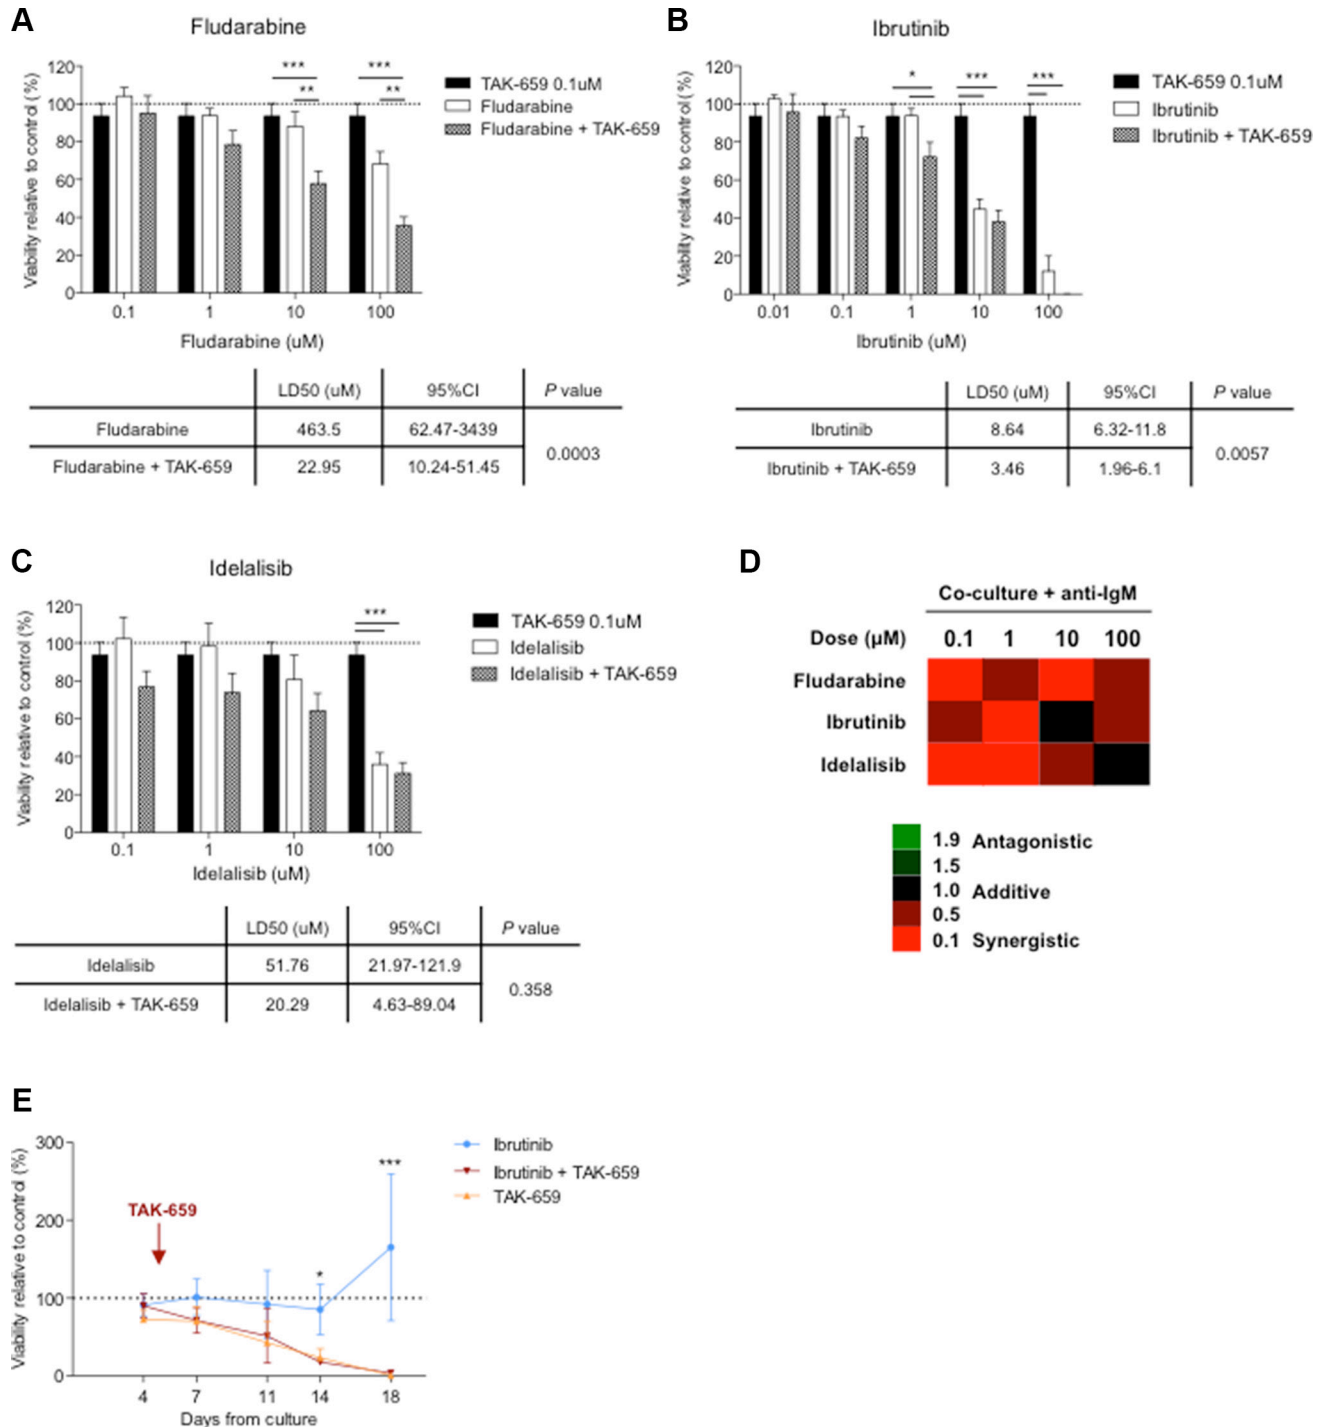 A
Fludarabine
Viability relative to control (%)
120
100
80
60
40
20
0
*** ***
** **
0.1 1 10 100
Fludarabine (uM)
TAK-659 0.1uM
Fludarabine
Fludarabine + TAK-659
LD50 (uM) 95%CI P value
Fludarabine 463.5 62.47-3439
0.0003
Fludarabine + TAK-659 22.95 10.24-51.45
B
Ibrutinib
Viability relative to control (%)
120
100
80
60
40
20
0
* *** ***
0.01 0.1 1 10 100
Ibrutinib (uM)
TAK-659 0.1uM
Ibrutinib
Ibrutinib + TAK-659
LD50 (uM) 95%CI P value
Ibrutinib 8.64 6.32-11.8
0.0057
Ibrutinib + TAK-659 3.46 1.96-6.1
C
Idelalisib
Viability relative to control (%)
120
100
80
60
40
20
0
***
0.1 1 10 100
Idelalisib (uM)
TAK-659 0.1uM
Idelalisib
Idelalisib + TAK-659
LD50 (uM) 95%CI P value
Idelalisib 51.76 21.97-121.9
0.358
Idelalisib + TAK-659 20.29 4.63-89.04
D
Co-culture + anti-IgM
Dose (µM) 0.1 1 10 100
Fludarabine
Ibrutinib
Idelalisib
1.9 Antagonistic
1.5
1.0 Additive
0.5
0.1 Synergistic
E
Viability relative to control (%)
300
200
100
0
TAK-659
*
***
4 7 11 14 18
Days from culture
Ibrutinib
Ibrutinib + TAK-659
TAK-659